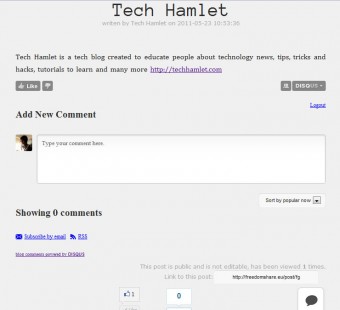 Tech Hamlet
writen by Tech Hamlet on 2011-05-23 10:53:36
Tech Hamlet is a tech blog created to educate people about technology news, tips, tricks and
hacks, tutorials to learn and many more http://techhamlet.com
Like
DISQUS
Logout
Add New Comment
Type your comment here.
Sort by popular now
Showing 0 comments
Subscribe by email RSS
blog comments powered by DISQUS
This post is public and is not editable, has been viewed 1 times.
Link to this post: http://freedomshare.eu/post/?g
1
0